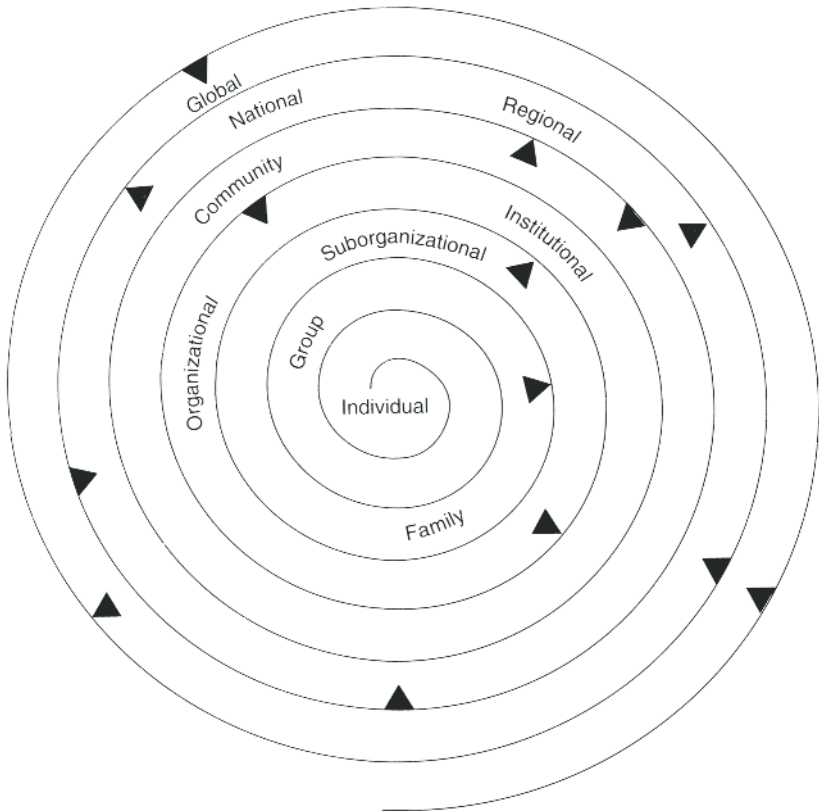 Global
National
Regional
Community
Institutional
Suborganizational
Organizational
Group
Individual
Family